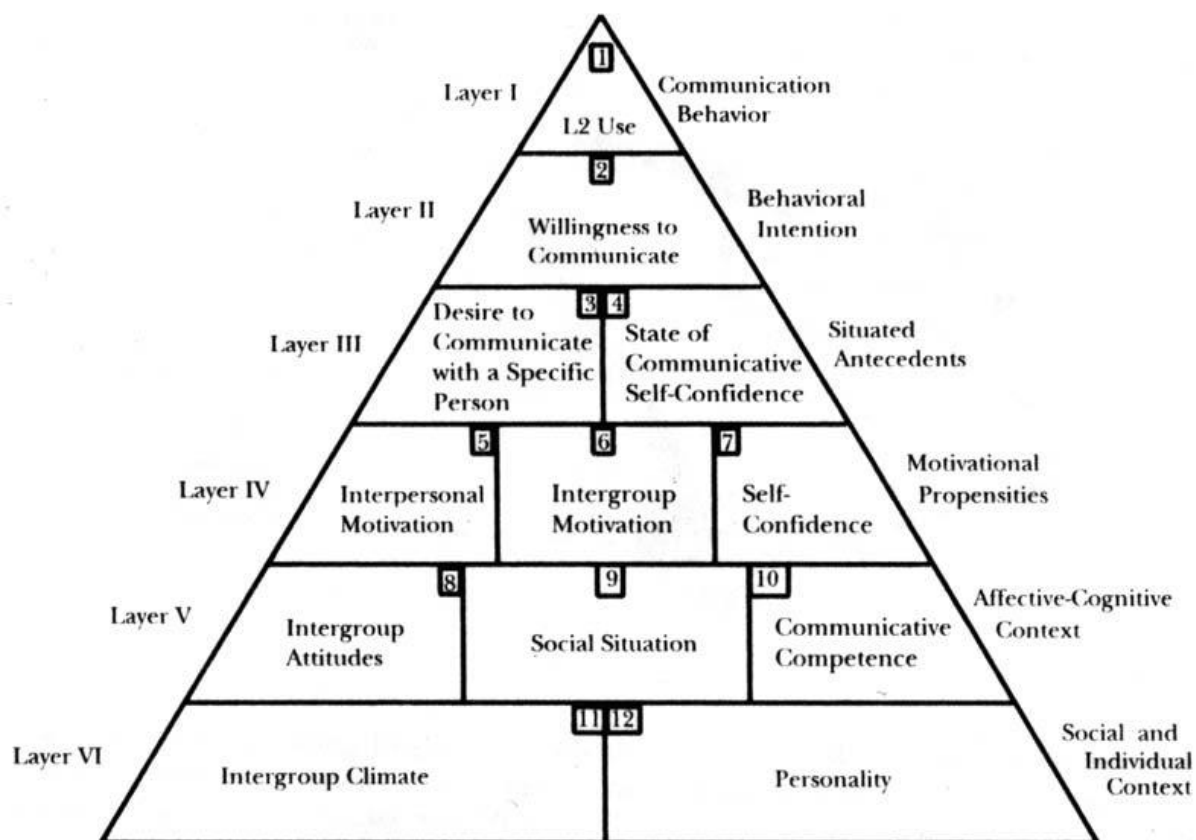 1
Layer I
Communication
Behavior
L2 Use
2
Layer II
Behavioral
Intention
Willingness to
Communicate
3 4
Layer III
Desire to
Communicate
with a Specific
Person
State of
Communicative
Self-Confidence
Situated
Antecedents
5 6 7
Layer IV
Interpersonal
Motivation
Intergroup
Motivation
Self-
Confidence
Motivational
Propensities
8 9 10
Layer V
Intergroup
Attitudes
Social Situation
Communicative
Competence
Affective-Cognitive
Context
11 12
Layer VI
Intergroup Climate
Personality
Social and
Individual
Context